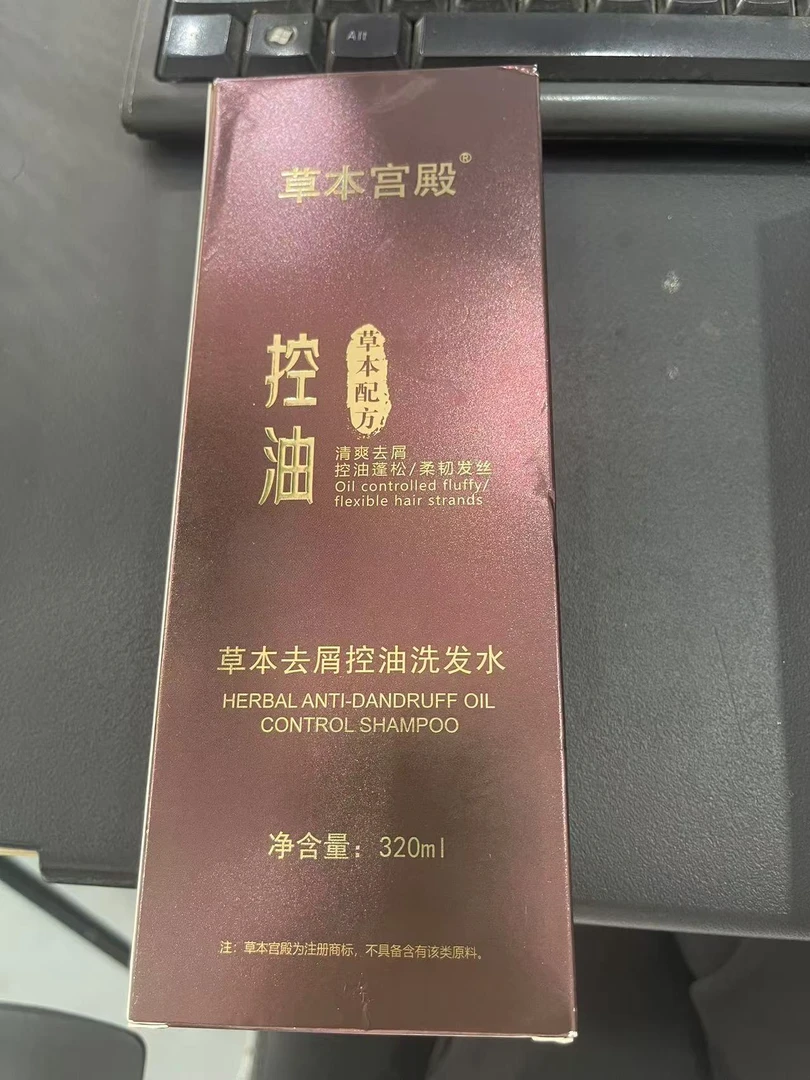 Alt
草本宫殿®
控油
草本配方
清爽去屑
控油蓬松/柔韧发丝
Oil controlled fluffy/
flexible hair strands
草本去屑控油洗发水
HERBAL ANTI-DANDRUFF OIL
CONTROL SHAMPOO
净含量：320ml
注：草本宫殿为注册商标，不具备含有该类原料。